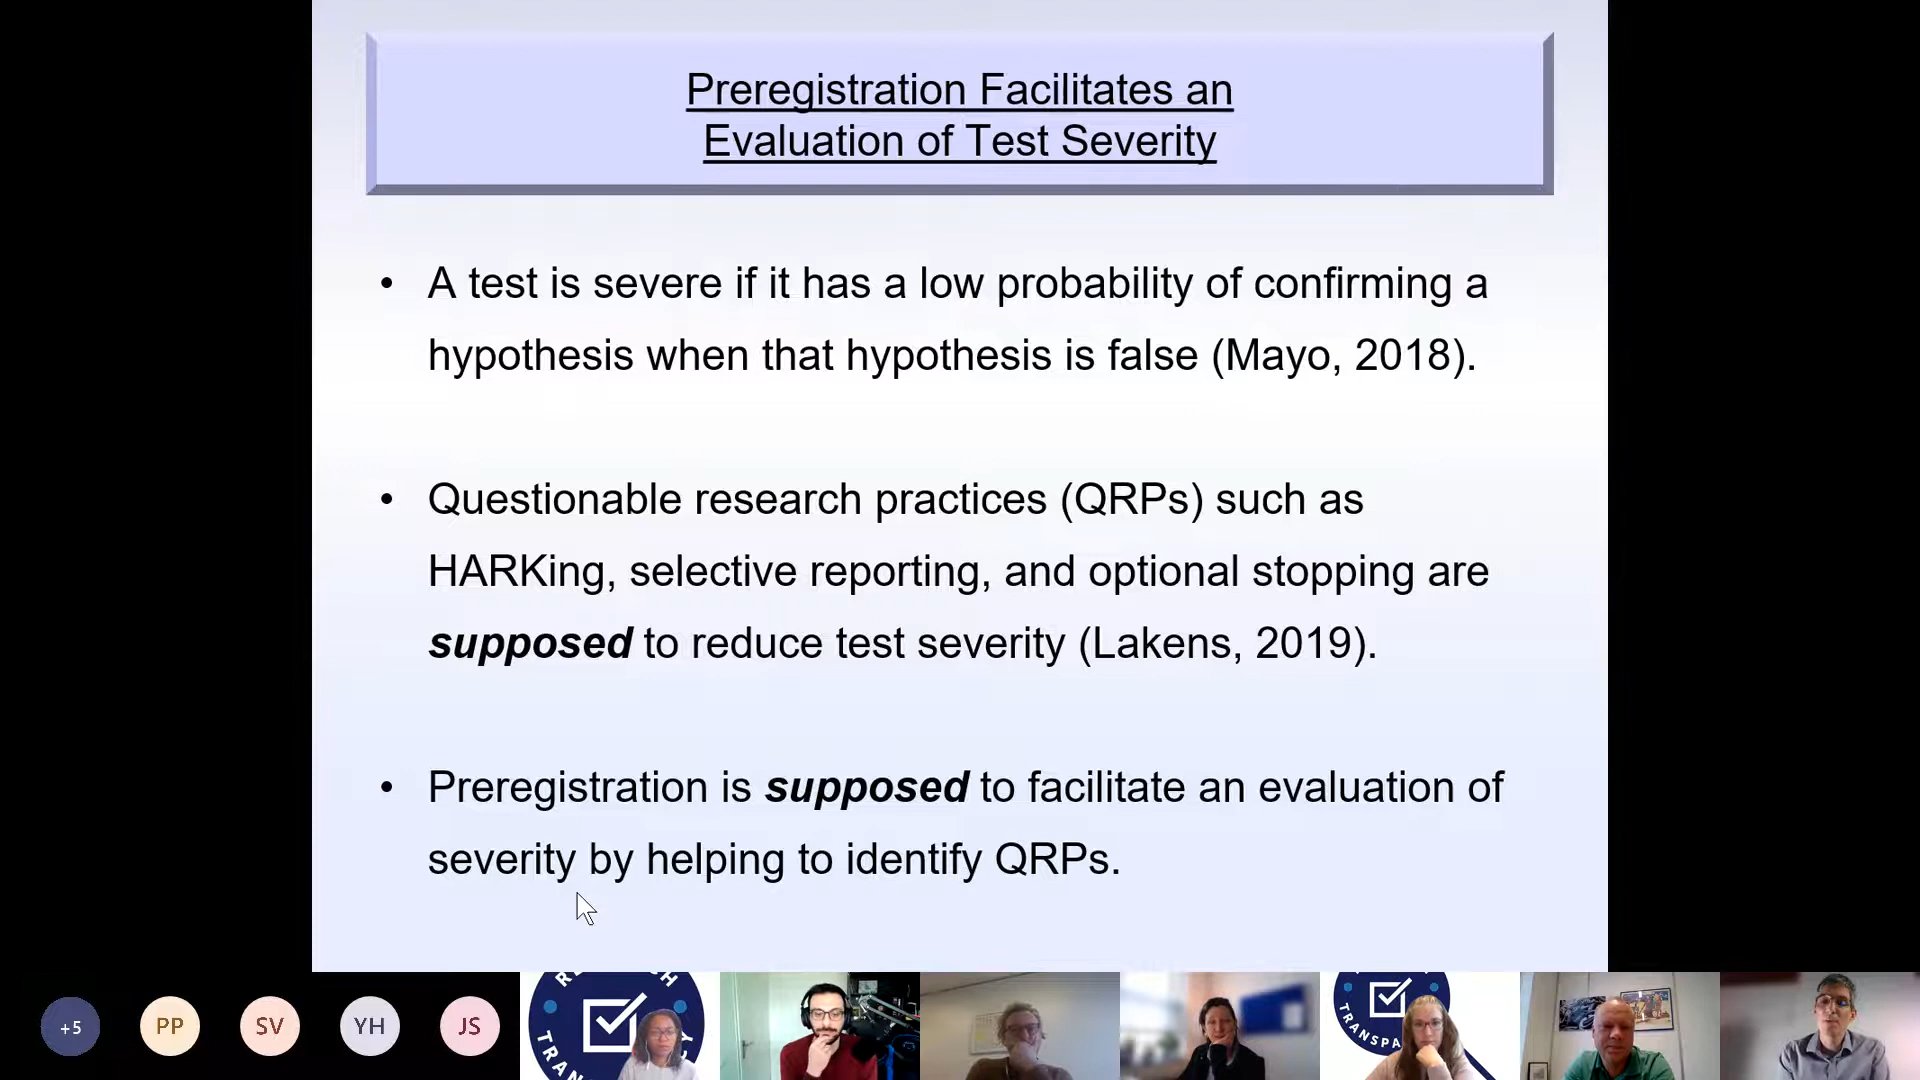 Preregistration Facilitates an
Evaluation of Test Severity
• A test is severe if it has a low probability of confirming a
hypothesis when that hypothesis is false (Mayo, 2018).
• Questionable research practices (QRPs) such as
HARKing, selective reporting, and optional stopping are
supposed to reduce test severity (Lakens, 2019).
• Preregistration is supposed to facilitate an evaluation of
severity by helping to identify QRPs.
+5
PP
SV
YH
JS